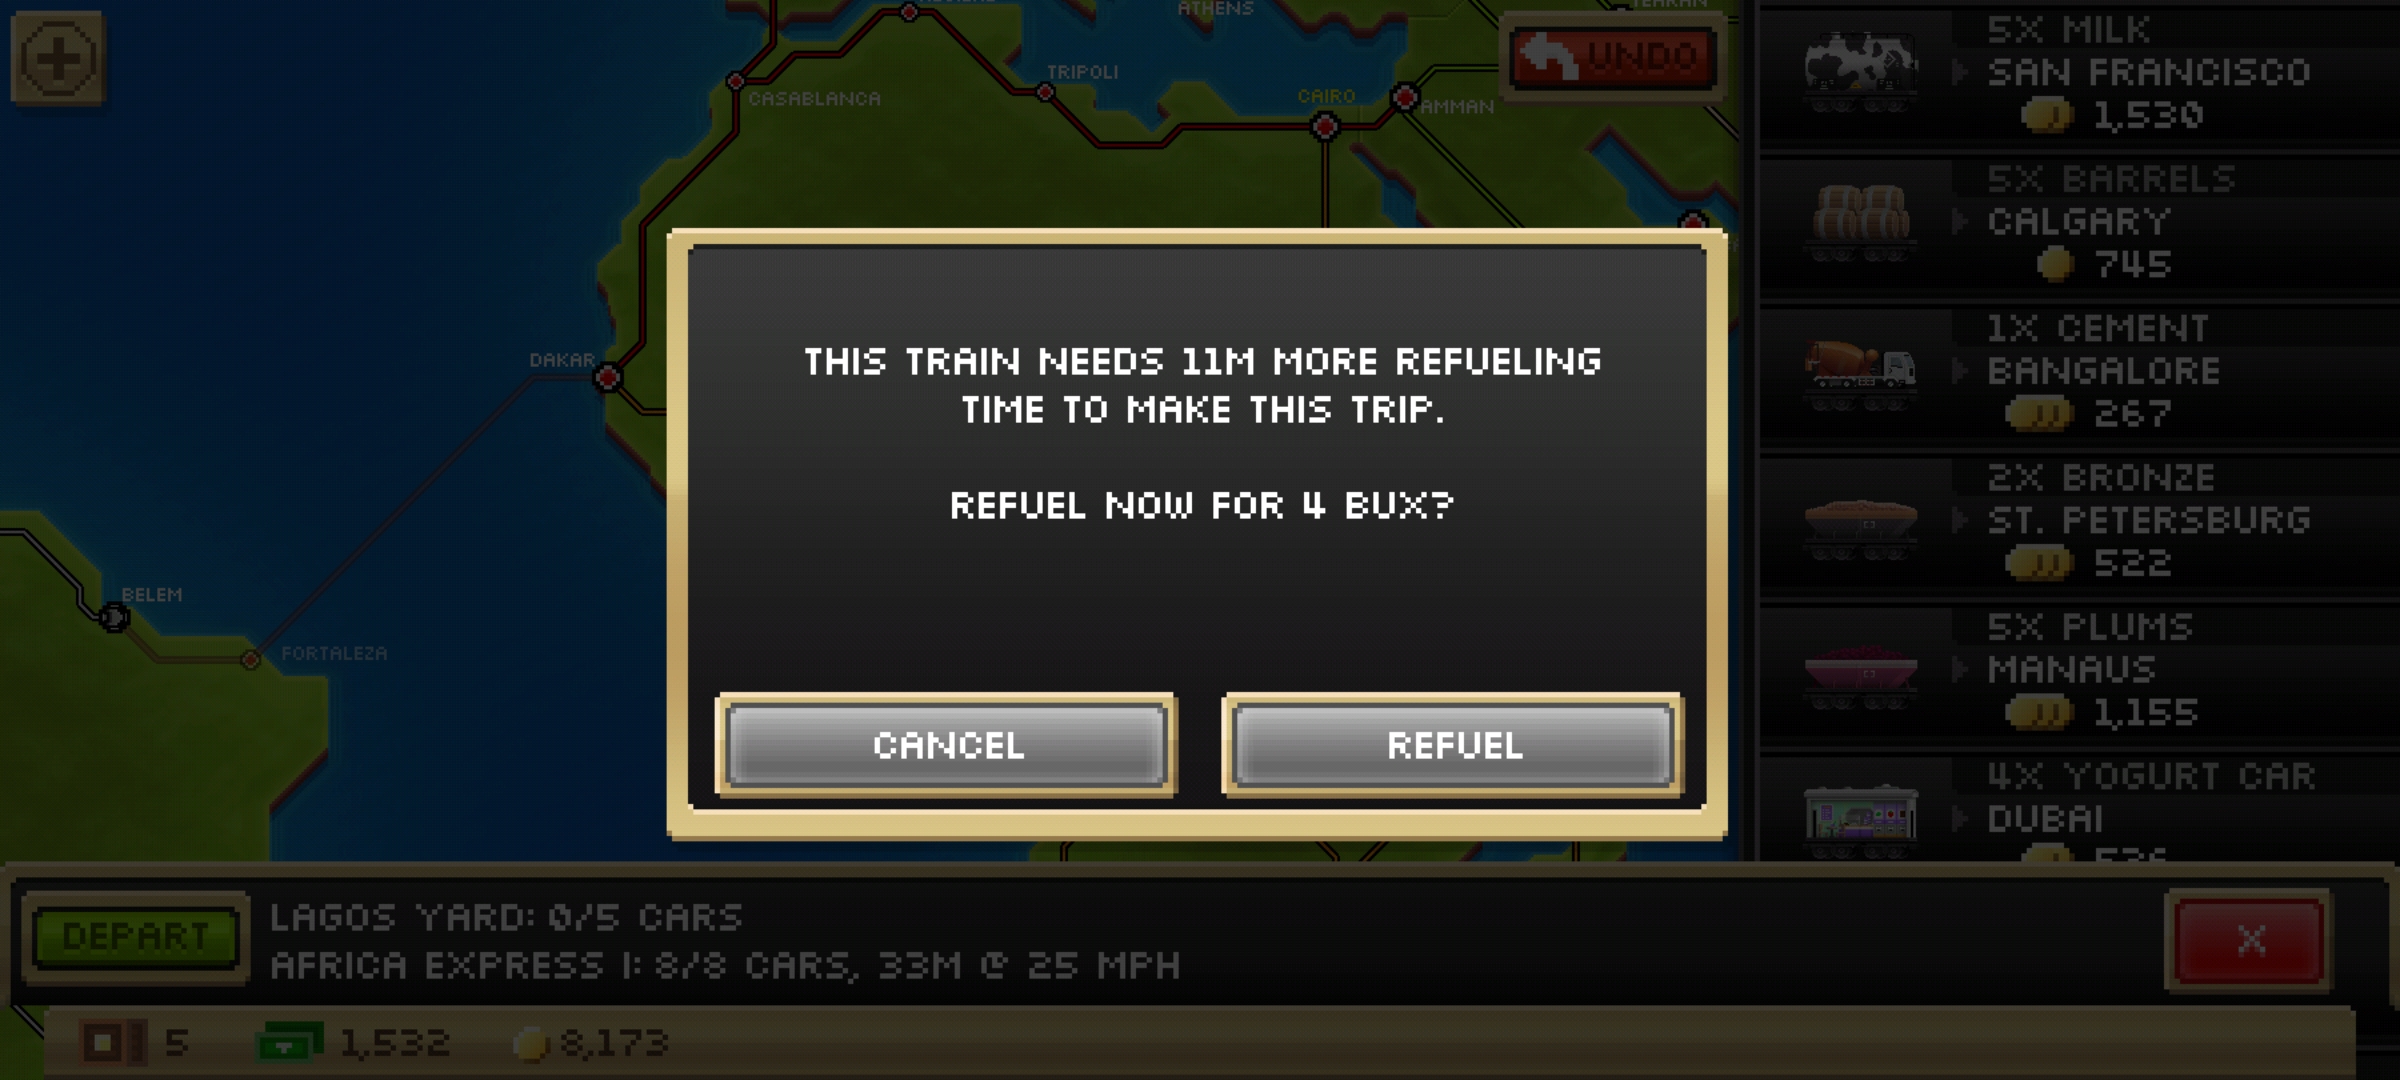 ATHENS
TRIPOLI
CASABLANCA
CAIRO
AMMAN
UNDO
DAKAR
BELEM
FORTALEZA
5X MILK
SAN FRANCISCO
1,530
5X BARRELS
CALGARY
745
1X CEMENT
BANGALORE
267
2X BRONZE
ST. PETERSBURG
522
5X PLUMS
MANAUS
1,155
4X YOGURT CAR
DUBAI
THIS TRAIN NEEDS 11M MORE REFUELING
TIME TO MAKE THIS TRIP.
REFUEL NOW FOR 4 BUX?
CANCEL
REFUEL
DEPART
LAGOS YARD: 0/5 CARS
AFRICA EXPRESS I: 8/8 CARS, 33M @ 25 MPH
X
5
1,532
8,173